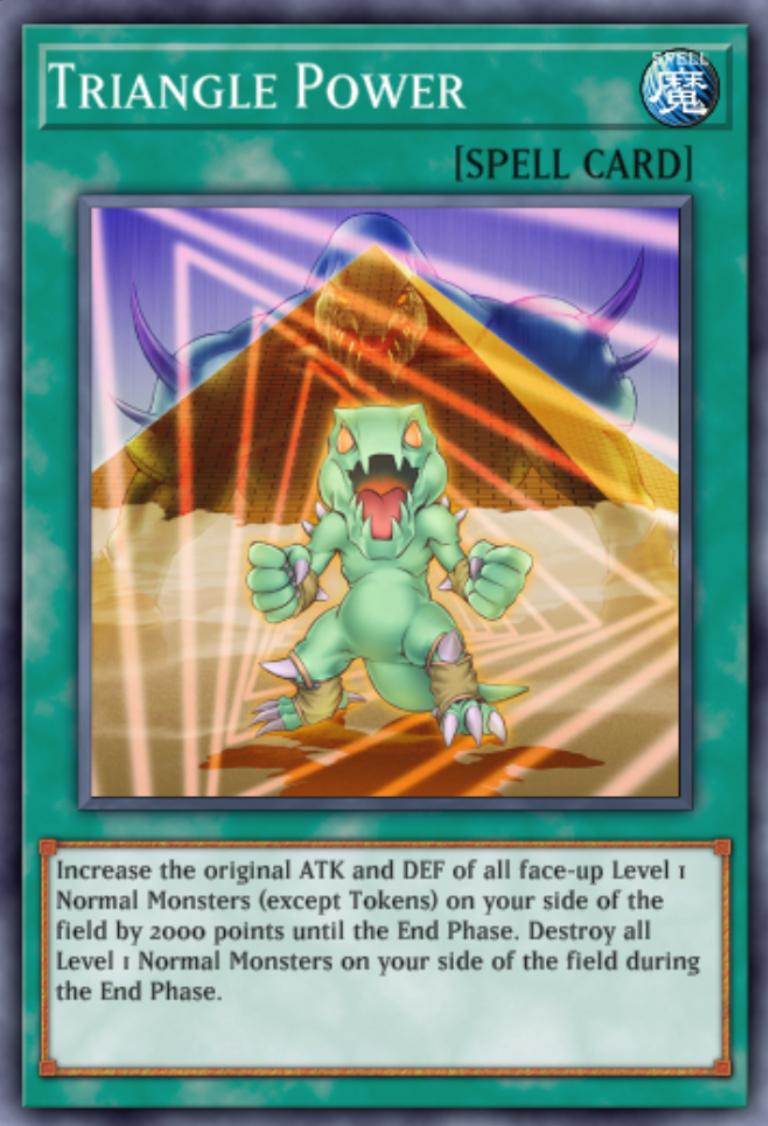 Triangle Power
SPELL
魔
[SPELL CARD]
Increase the original ATK and DEF of all face-up Level 1
Normal Monsters (except Tokens) on your side of the
field by 2000 points until the End Phase. Destroy all
Level 1 Normal Monsters on your side of the field during
the End Phase.